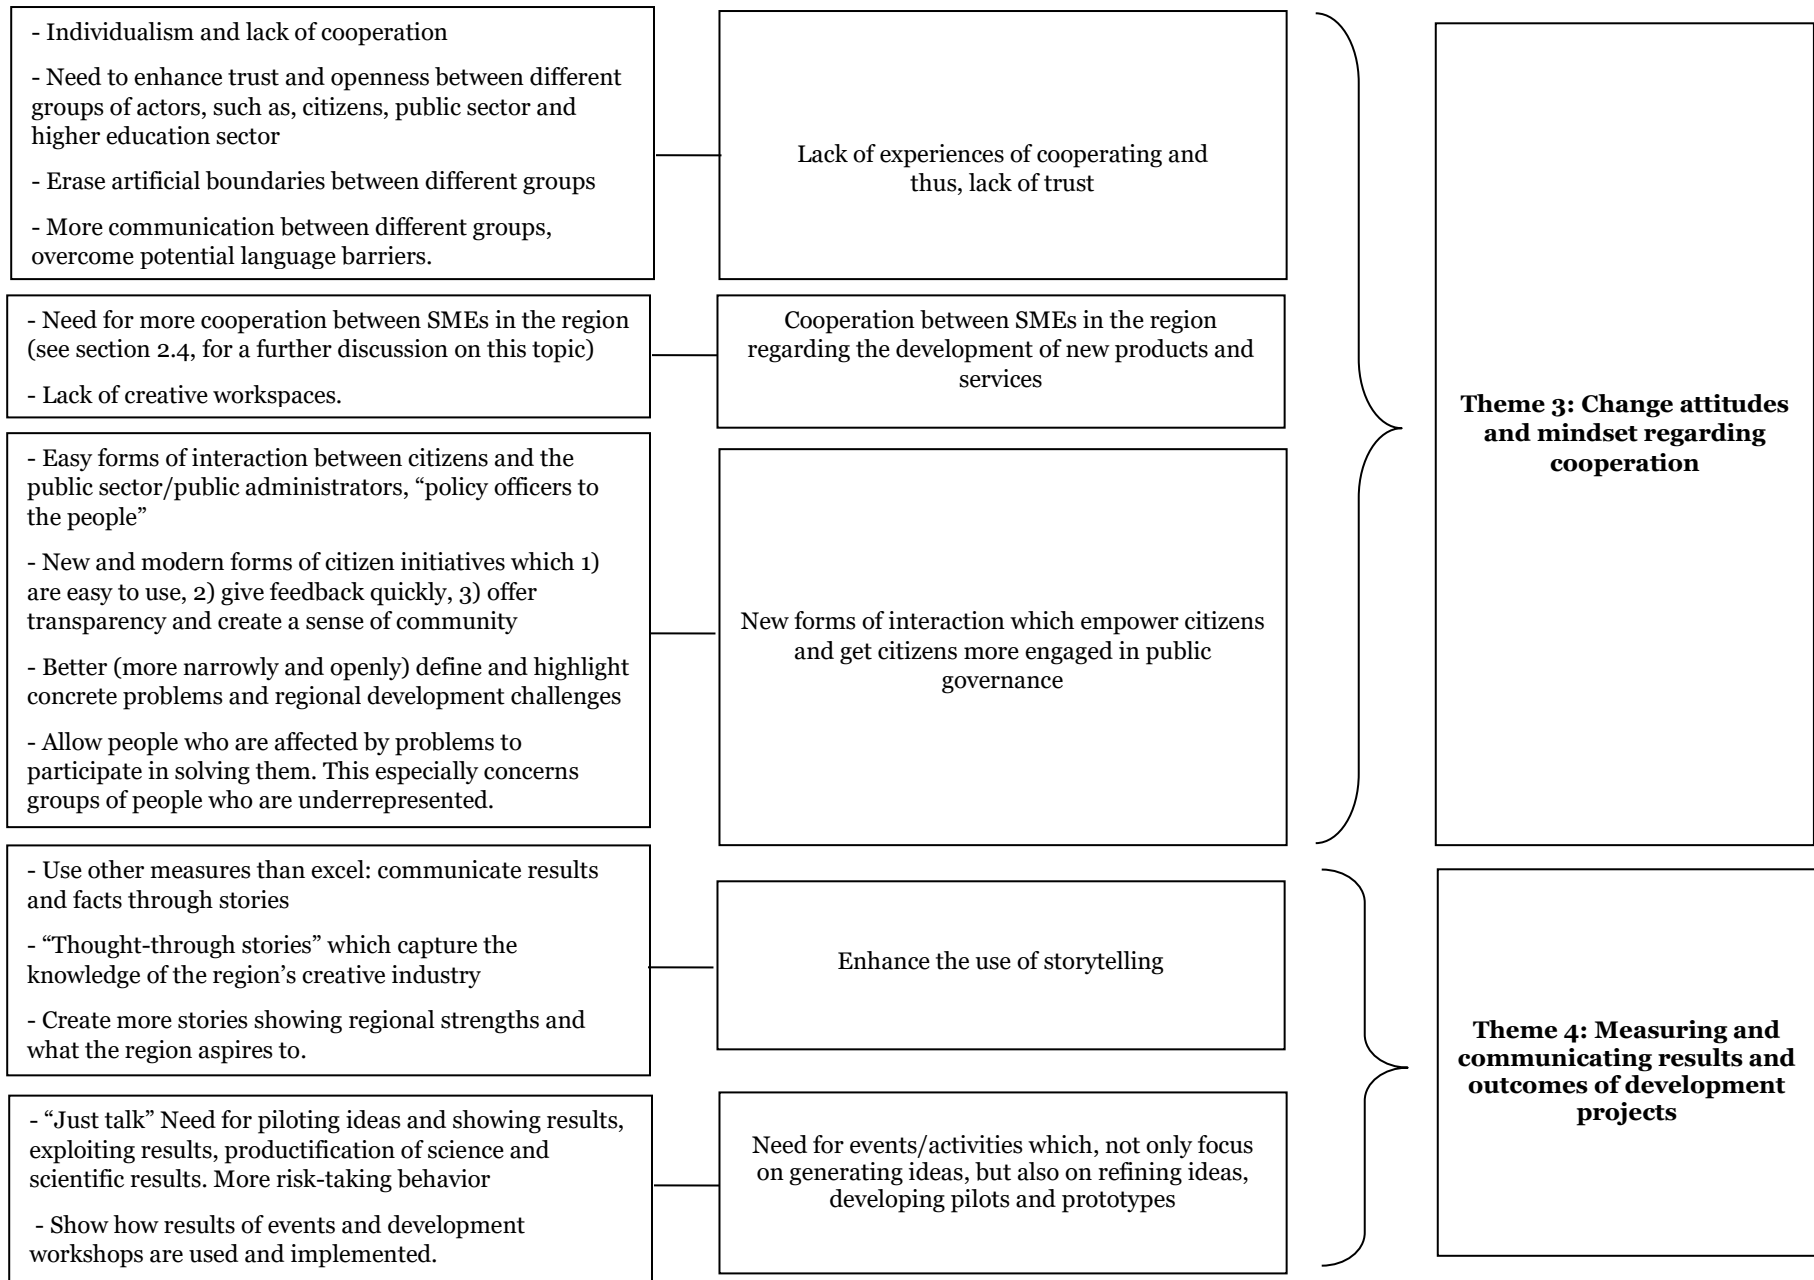 - Individualism and lack of cooperation
- Need to enhance trust and openness between different
groups of actors, such as, citizens, public sector and
higher education sector
- Erase artificial boundaries between different groups
- More communication between different groups,
overcome potential language barriers.
Lack of experiences of cooperating and
thus, lack of trust
- Need for more cooperation between SMEs in the region
(see section 2.4, for a further discussion on this topic)
- Lack of creative workspaces.
Cooperation between SMEs in the region
regarding the development of new products and
services
- Easy forms of interaction between citizens and the
public sector/public administrators, “policy officers to
the people”
- New and modern forms of citizen initiatives which 1)
are easy to use, 2) give feedback quickly, 3) offer
transparency and create a sense of community
- Better (more narrowly and openly) define and highlight
concrete problems and regional development challenges
- Allow people who are affected by problems to
participate in solving them. This especially concerns
groups of people who are underrepresented.
New forms of interaction which empower citizens
and get citizens more engaged in public
governance
Theme 3: Change attitudes
and mindset regarding
cooperation
- Use other measures than excel: communicate results
and facts through stories
- “Thought-through stories” which capture the
knowledge of the region’s creative industry
- Create more stories showing regional strengths and
what the region aspires to.
Enhance the use of storytelling
- “Just talk” Need for piloting ideas and showing results,
exploiting results, productification of science and
scientific results. More risk-taking behavior
- Show how results of events and development
workshops are used and implemented.
Need for events/activities which, not only focus
on generating ideas, but also on refining ideas,
developing pilots and prototypes
Theme 4: Measuring and
communicating results and
outcomes of development
projects